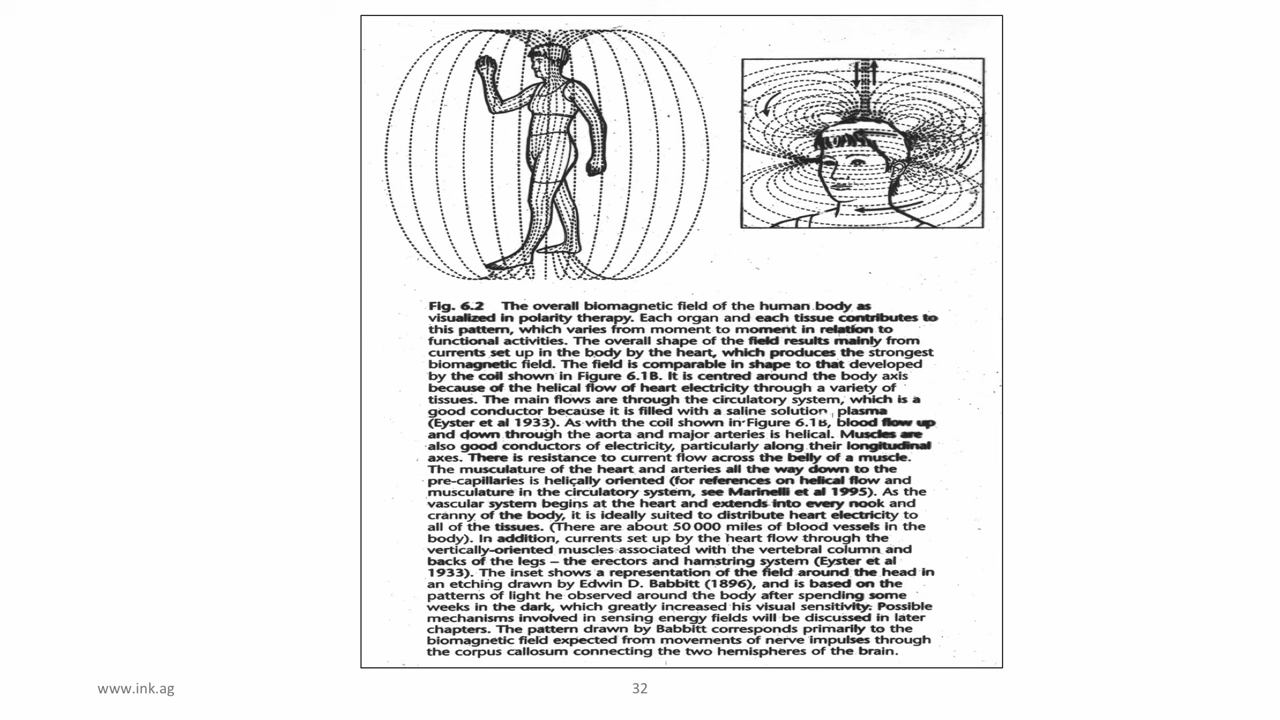 Fig. 6.2 The overall biomagnetic field of the human body as
visualized in polarity therapy. Each organ and each tissue contributes to
this pattern, which varies from moment to moment in relation to
functional activities. The overall shape of the field results mainly from
currents set up in the body by the heart, which produces the strongest
biomagnetic field. The field is comparable in shape to that developed
by the coil shown in Figure 6.1B. It is centred around the body axis
because of the helical flow of heart electricity through a variety of
tissues. The main flows are through the circulatory system, which is a
good conductor because it is filled with a saline solution, plasma
(Eyster et al 1933). As with the coil shown in Figure 6.1B, blood flow up
and down through the aorta and major arteries is helical. Muscles are
also good conductors of electricity, particularly along their longitudinal
axes. There is resistance to current flow across the belly of a muscle.
The musculature of the heart and arteries all the way down to the
pre-capillaries is helically oriented (for references on helical flow and
musculature in the circulatory system, see Marinelli et al 1995). As the
vascular system begins at the heart and extends into every nook and
cranny of the body, it is ideally suited to distribute heart electricity to
all of the tissues. (There are about 50 000 miles of blood vessels in the
body). In addition, currents set up by the heart flow through the
vertically-oriented muscles associated with the vertebral column and
backs of the legs – the erectors and hamstring system (Eyster et al
1933). The inset shows a representation of the field around the head in
an etching drawn by Edwin D. Babbitt (1896), and is based on the
patterns of light he observed around the body after spending some
weeks in the dark, which greatly increased his visual sensitivity. Possible
mechanisms involved in sensing energy fields will be discussed in later
chapters. The pattern drawn by Babbitt corresponds primarily to the
biomagnetic field expected from movements of nerve impulses through
the corpus callosum connecting the two hemispheres of the brain.
www.ink.ag
32